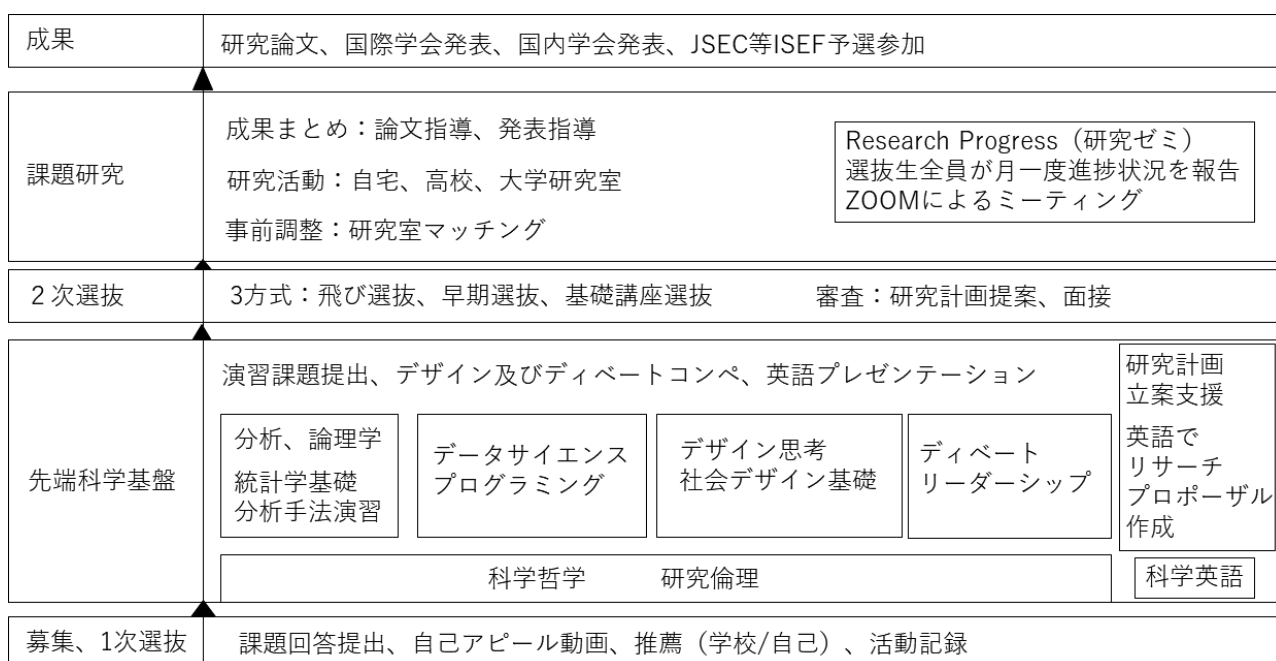 成果
研究論文、国際学会発表、国内学会発表、JSEC等ISEF予選参加
課題研究
成果まとめ：論文指導、発表指導
研究活動：自宅、高校、大学研究室
事前調整：研究室マッチング
Research Progress（研究ゼミ）
選抜生全員が月一度進捗状況を報告
ZOOMによるミーティング
２次選抜
3方式：飛び選抜、早期選抜、基礎講座選抜
審査：研究計画提案、面接
先端科学基盤
演習課題提出、デザイン及びディベートコンペ、英語プレゼンテーション
分析、論理学
統計学基礎
分析手法演習
データサイエンス
プログラミング
デザイン思考
社会デザイン基礎
ディベート
リーダーシップ
研究計画
立案支援
英語で
リサーチ
プロポーザル
作成
科学哲学 研究倫理
科学英語
募集、1次選抜
課題回答提出、自己アピール動画、推薦（学校/自己）、活動記録